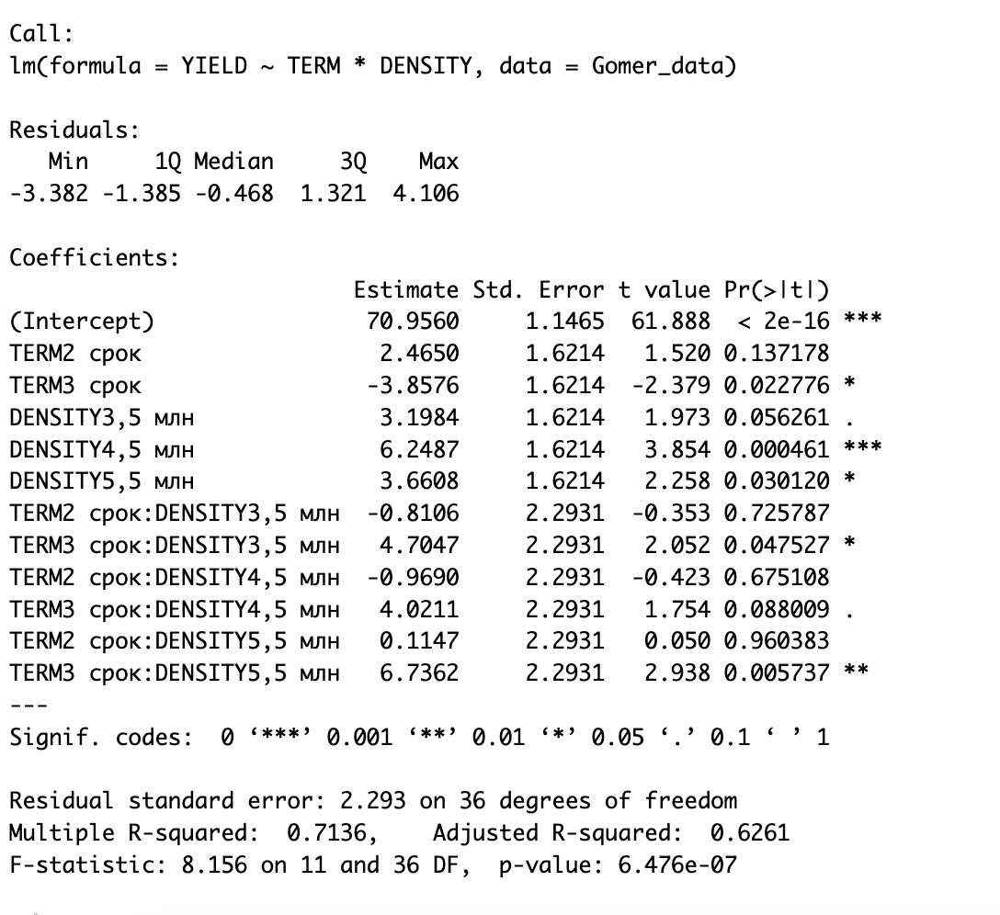 Call:
lm(formula = YIELD ~ TERM * DENSITY, data = Gomer_data)
Residuals:
   Min     1Q Median     3Q    Max
-3.382 -1.385 -0.468  1.321  4.106
Coefficients:
                          Estimate Std. Error t value Pr(>|t|)
(Intercept)                70.9560     1.1465  61.888  < 2e-16 ***
TERM2 срок                  2.4650     1.6214   1.520 0.137178
TERM3 срок                 -3.8576     1.6214  -2.379 0.022776 *
DENSITY3,5 млн              3.1984     1.6214   1.973 0.056261 .
DENSITY4,5 млн              6.2487     1.6214   3.854 0.000461 ***
DENSITY5,5 млн              3.6608     1.6214   2.258 0.030120 *
TERM2 срок:DENSITY3,5 млн  -0.8106     2.2931  -0.353 0.725787
TERM3 срок:DENSITY3,5 млн   4.7047     2.2931   2.052 0.047527 *
TERM2 срок:DENSITY4,5 млн  -0.9690     2.2931  -0.423 0.675108
TERM3 срок:DENSITY4,5 млн   4.0211     2.2931   1.754 0.088009 .
TERM2 срок:DENSITY5,5 млн   0.1147     2.2931   0.050 0.960383
TERM3 срок:DENSITY5,5 млн   6.7362     2.2931   2.938 0.005737 **
---
Signif. codes:  0 ‘***’ 0.001 ‘**’ 0.01 ‘*’ 0.05 ‘.’ 0.1 ‘ ’ 1
Residual standard error: 2.293 on 36 degrees of freedom
Multiple R-squared:  0.7136,    Adjusted R-squared:  0.6261
F-statistic: 8.156 on 11 and 36 DF,  p-value: 6.476e-07